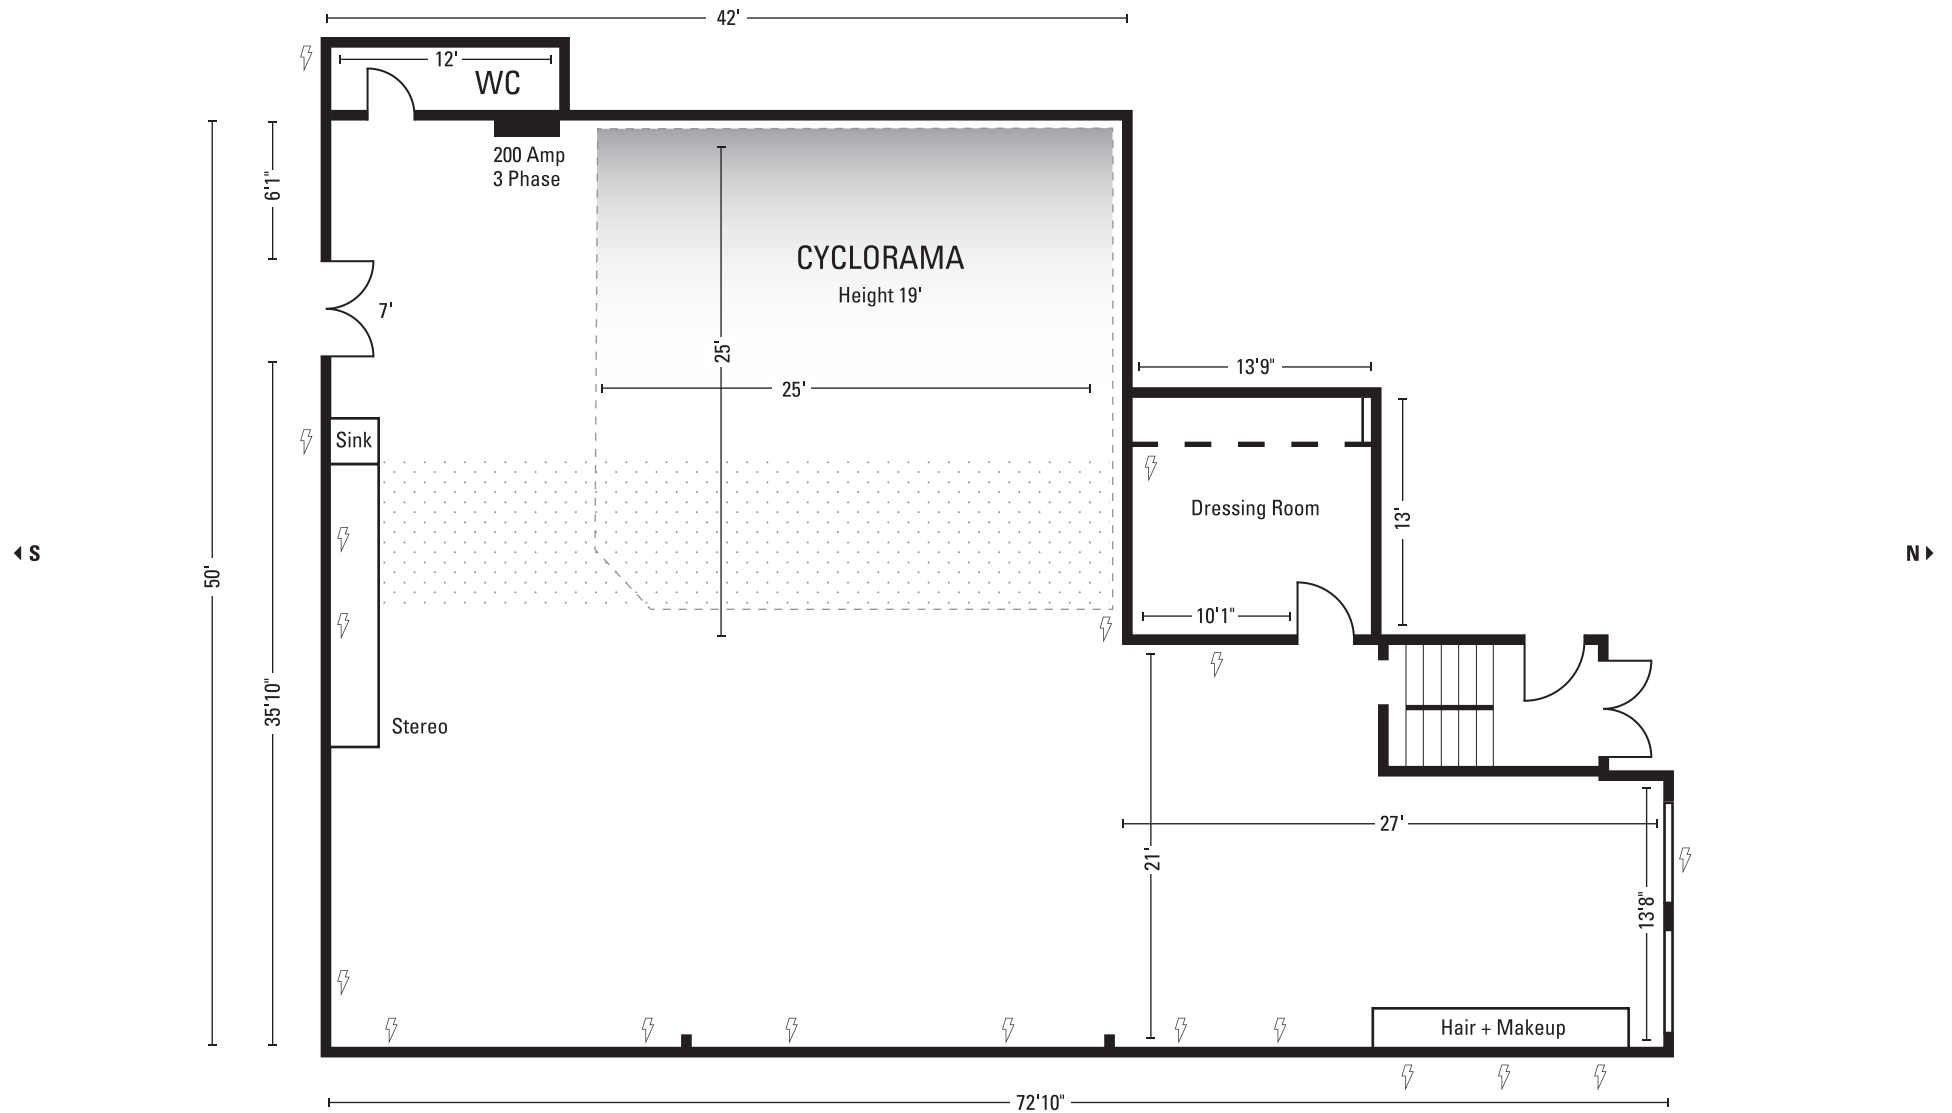 42'
12'
WC
200 Amp
3 Phase
6'1"
CYCLORAMA
Height 19'
7'
25'
25'
13'9"
Sink
Dressing Room
13'
S
N
50'
10'1"
35'10"
Stereo
27'
21'
13'8"
Hair + Makeup
72'10"